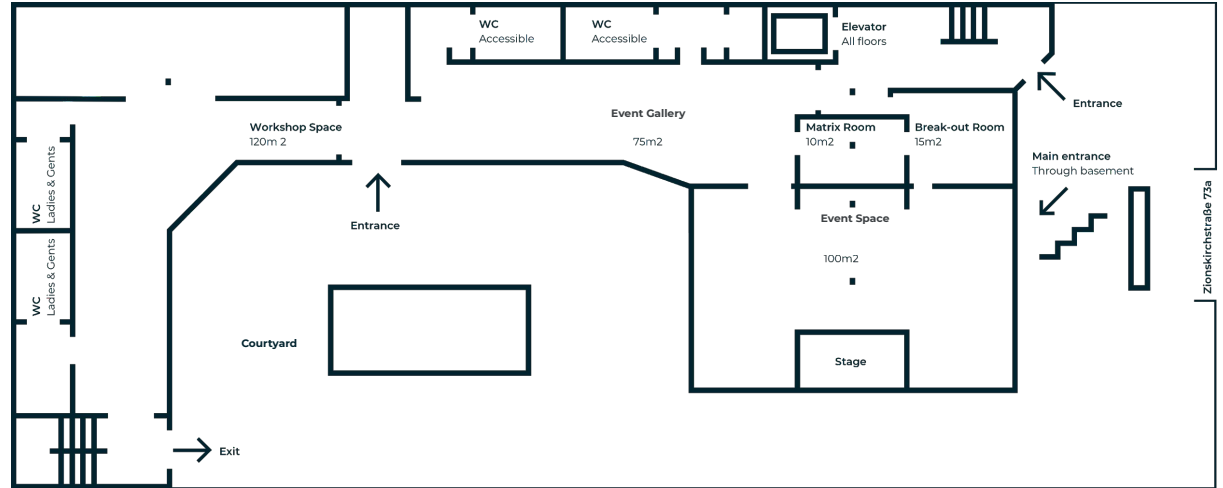 WC
Accessible
WC
Accessible
Elevator
All floors
Entrance
Event Gallery
75m2
Workshop Space
120m 2
Matrix Room
10m2
Break-out Room
15m2
Main entrance
Through basement
WC
Ladies & Gents
Entrance
Event Space
100m2
Zionskirchstraße 73a
WC
Ladies & Gents
Courtyard
Stage
Exit